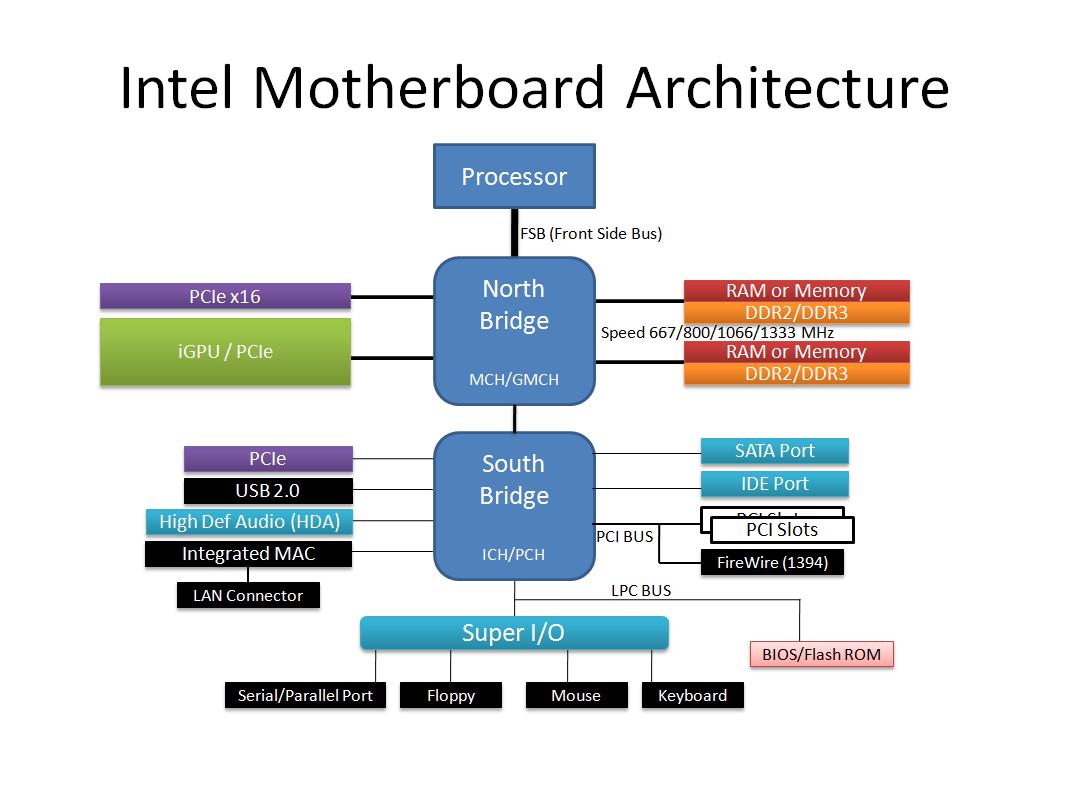 Intel Motherboard Architecture
Processor
FSB (Front Side Bus)
North
Bridge
MCH/GMCH
PCIe x16
iGPU / PCIe
RAM or Memory
DDR2/DDR3
Speed 667/800/1066/1333 MHz
RAM or Memory
DDR2/DDR3
South
Bridge
ICH/PCH
PCIe
USB 2.0
High Def Audio (HDA)
Integrated MAC
LAN Connector
SATA Port
IDE Port
PCI Slots
PCI BUS
FireWire (1394)
LPC BUS
Super I/O
BIOS/Flash ROM
Serial/Parallel Port
Floppy
Mouse
Keyboard